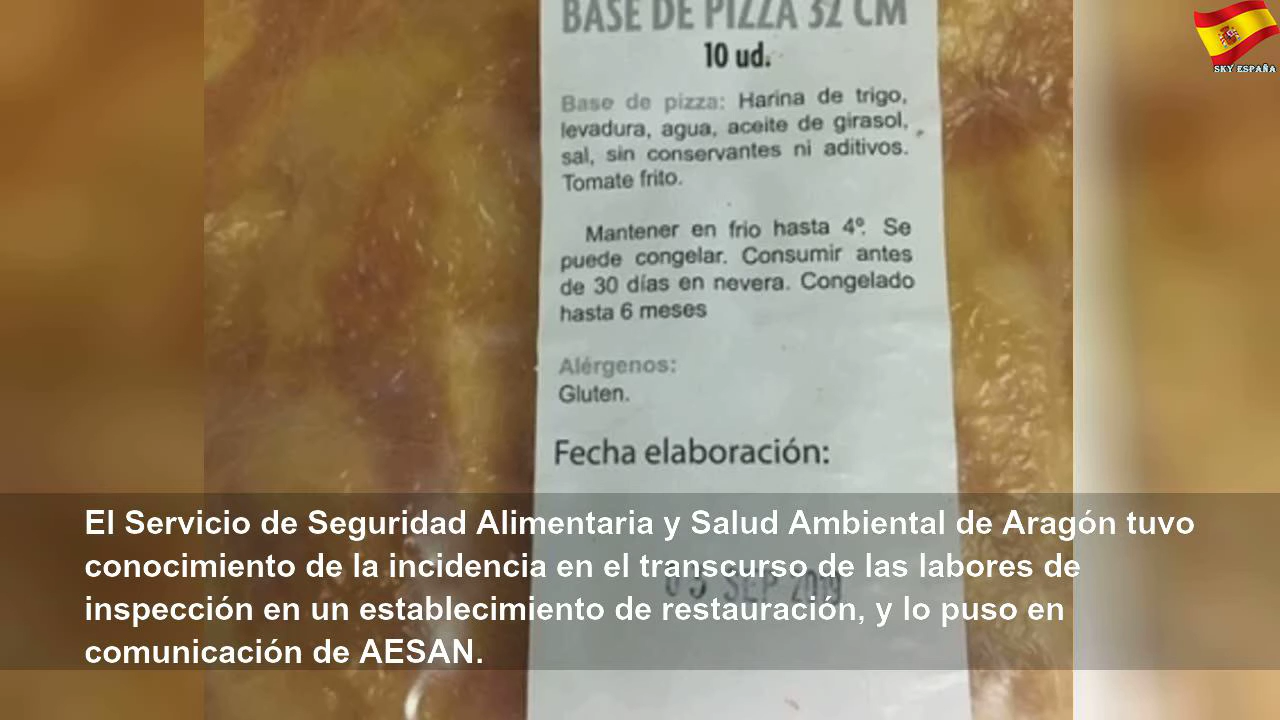 BASE DE PIZZA 32 CM
10 ud.
Base de pizza: Harina de trigo,
levadura, agua, aceite de girasol,
sal, sin conservantes ni aditivos.
Tomate frito.
Mantener en frio hasta 4º. Se
puede congelar. Consumir antes
de 30 días en nevera. Congelado
hasta 6 meses
Alérgenos:
Gluten.
Fecha elaboración:
SEP
El Servicio de Seguridad Alimentaria y Salud Ambiental de Aragón tuvo
conocimiento de la incidencia en el transcurso de las labores de
inspección en un establecimiento de restauración, y lo puso en
comunicación de AESAN.
SKY ESPAÑA